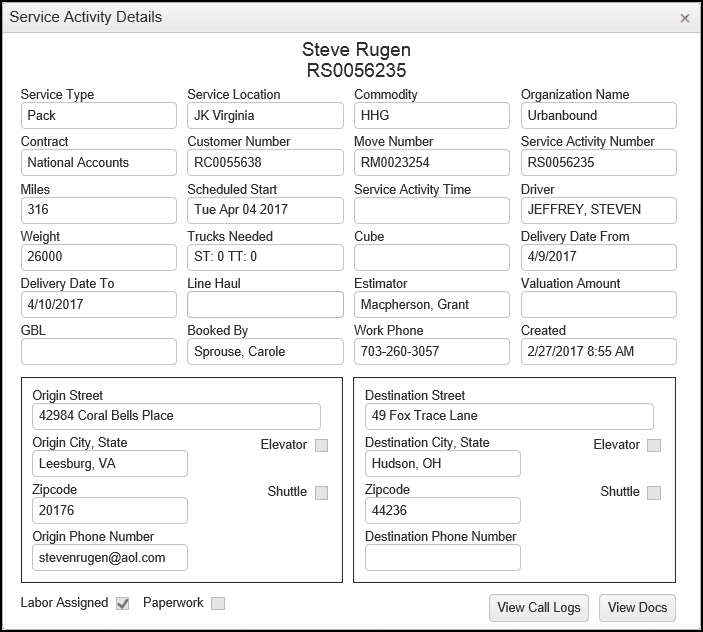 Service Activity Details
Steve Rugen
RS0056235
Service Type Service Location Commodity Organization Name
Pack JK Virginia HHG Urbanbound
Contract Customer Number Move Number Service Activity Number
National Accounts RC0055638 RM0023254 RS0056235
Miles Scheduled Start Service Activity Time Driver
316 Tue Apr 04 2017 JEFFREY, STEVEN
Weight Trucks Needed Cube Delivery Date From
26000 ST: 0 TT: 0 4/9/2017
Delivery Date To Line Haul Estimator Valuation Amount
4/10/2017 Macpherson, Grant
GBL Booked By Work Phone Created
Sprouse, Carole 703-260-3057 2/27/2017 8:55 AM
Origin Street
42984 Coral Bells Place
Origin City, State Elevator
Leesburg, VA
Zipcode Shuttle
20176
Origin Phone Number
stevenrugen@aol.com
Destination Street
49 Fox Trace Lane
Destination City, State Elevator
Hudson, OH
Zipcode Shuttle
44236
Destination Phone Number
Labor Assigned Paperwork View Call Logs View Docs